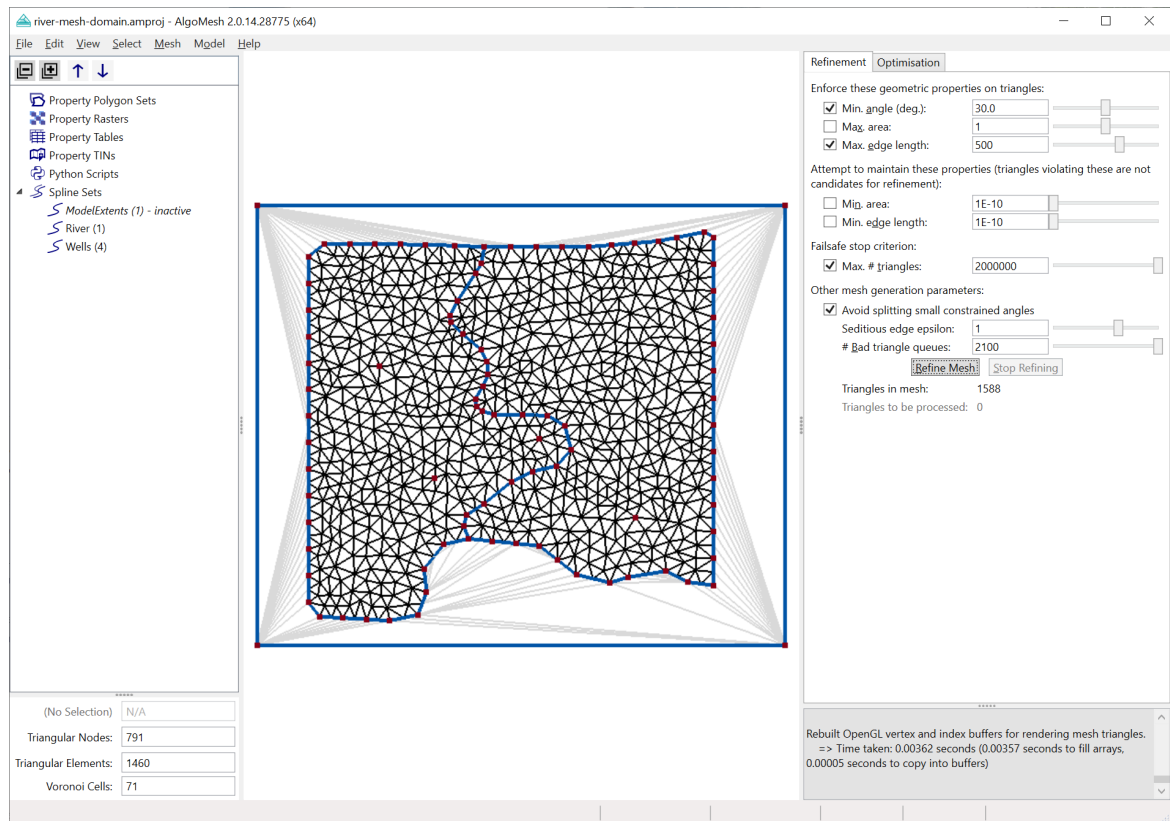 river-mesh-domain.amproj - AlgoMesh 2.0.14.28775 (x64)
File Edit View Select Mesh Model Help
Property Polygon Sets
Property Rasters
Property Tables
Property TINs
Python Scripts
Spline Sets
ModelExtents (1) - inactive
River (1)
Wells (4)
(No Selection) N/A
Triangular Nodes: 791
Triangular Elements: 1460
Voronoi Cells: 71
Refinement Optimisation
Enforce these geometric properties on triangles:
Min. angle (deg.): 30.0
Max. area: 1
Max. edge length: 500
Attempt to maintain these properties (triangles violating these are not
candidates for refinement):
Min. area: 1E-10
Min. edge length: 1E-10
Failsafe stop criterion:
Max. # triangles: 2000000
Other mesh generation parameters:
Avoid splitting small constrained angles
Seditious edge epsilon: 1
# Bad triangle queues: 2100
Refine Mesh Stop Refining
Triangles in mesh: 1588
Triangles to be processed: 0
Rebuilt OpenGL vertex and index buffers for rendering mesh triangles.
=> Time taken: 0.00362 seconds (0.00357 seconds to fill arrays,
0.00005 seconds to copy into buffers)